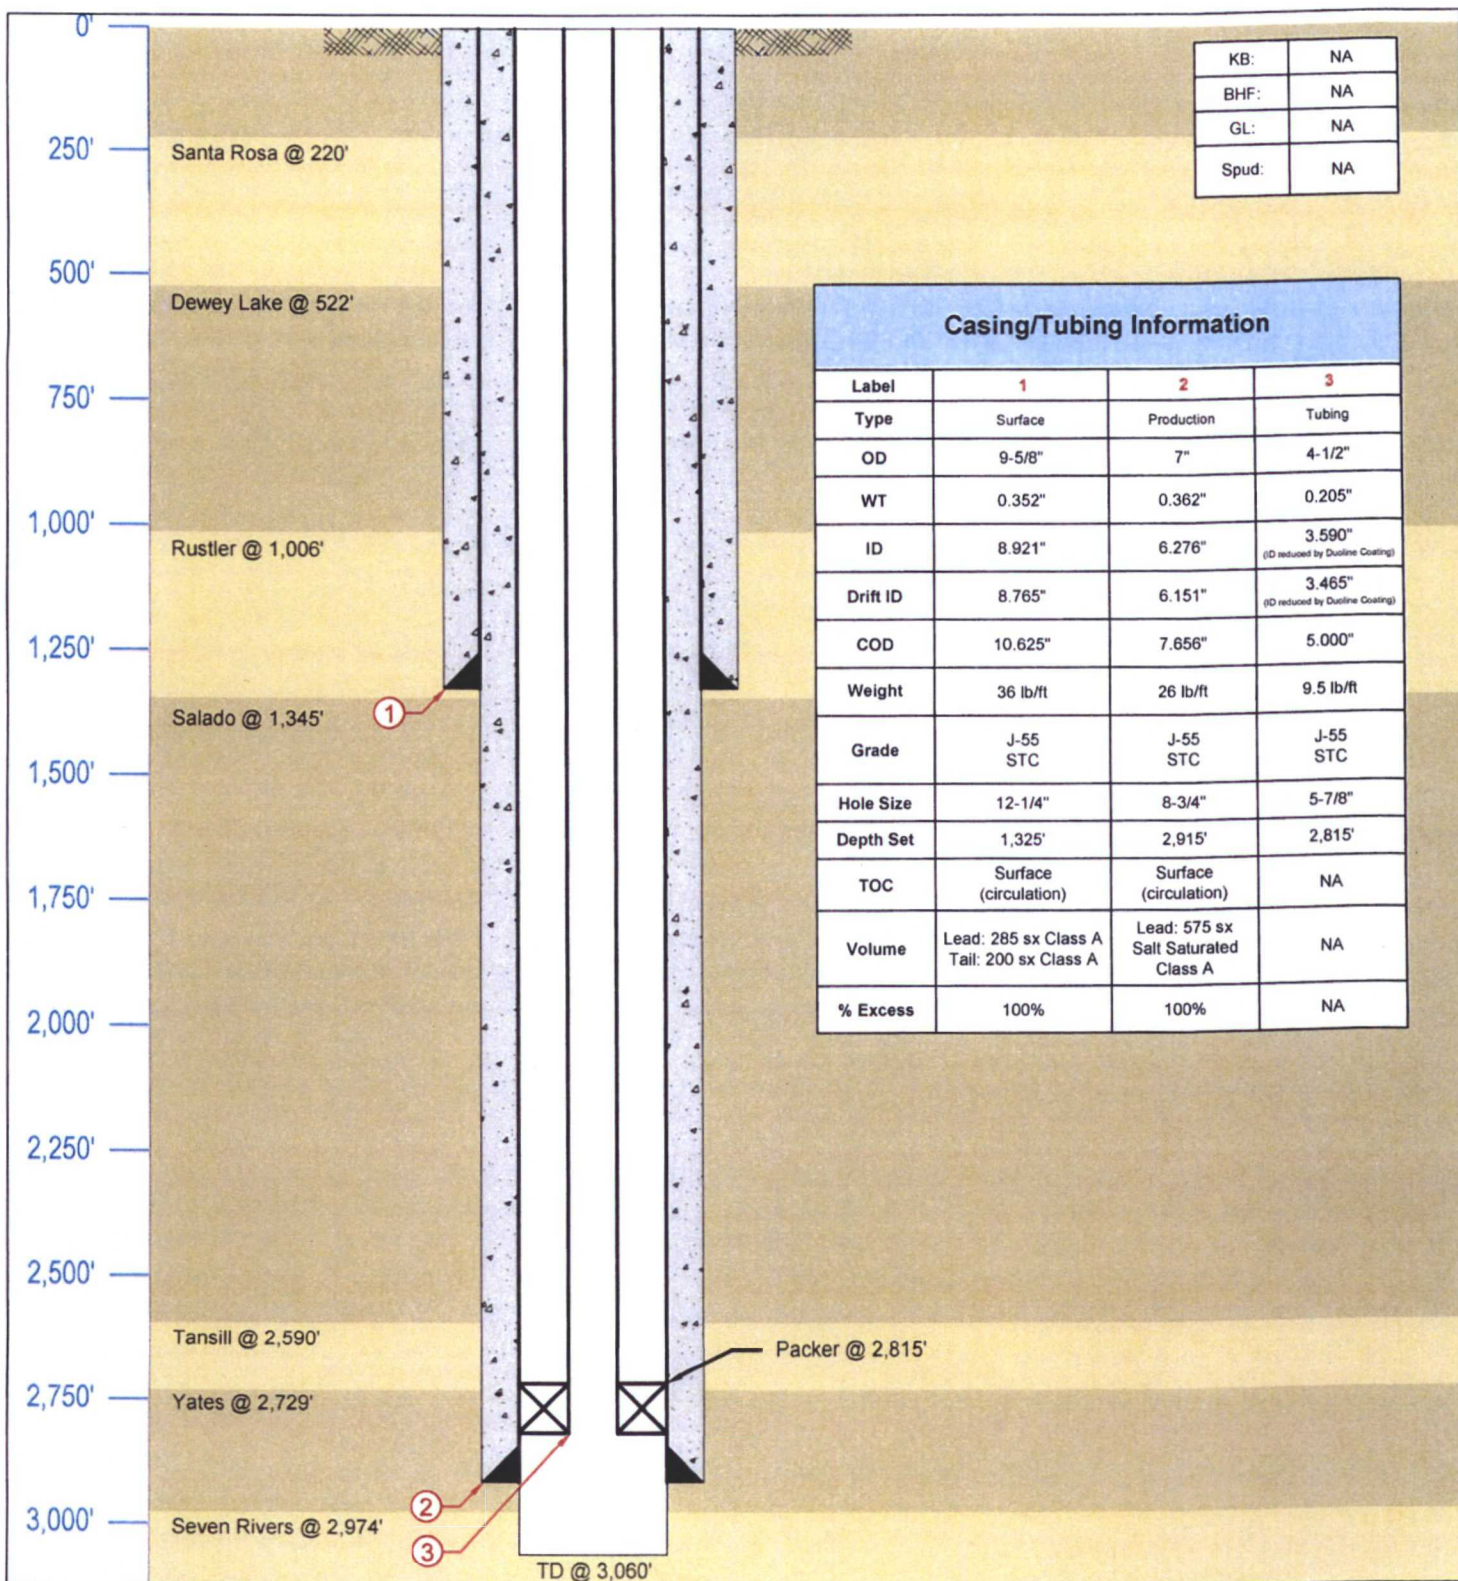 0'
250'
500'
750'
1,000'
1,250'
1,500'
1,750'
2,000'
2,250'
2,500'
2,750'
3,000'
Santa Rosa @ 220'
Dewey Lake @ 522'
Rustler @ 1,006'
Salado @ 1,345'
Tansill @ 2,590'
Yates @ 2,729'
Seven Rivers @ 2,974'
1
2
3
Packer @ 2,815'
TD @ 3,060'
KB: NA
BHF: NA
GL: NA
Spud: NA
Casing/Tubing Information
Label 1 2 3
Type Surface Production Tubing
OD 9-5/8" 7" 4-1/2"
WT 0.352" 0.362" 0.205"
ID 8.921" 6.276" 3.590"
(ID reduced by Duoline Coating)
Drift ID 8.765" 6.151" 3.465"
(ID reduced by Duoline Coating)
COD 10.625" 7.656" 5.000"
Weight 36 lb/ft 26 lb/ft 9.5 lb/ft
Grade J-55 J-55 J-55
STC STC STC
Hole Size 12-1/4" 8-3/4" 5-7/8"
Depth Set 1,325' 2,915' 2,815'
TOC Surface Surface NA
(circulation) (circulation)
Volume Lead: 285 sx Class A Lead: 575 sx NA
Tail: 200 sx Class A Salt Saturated
Class A
% Excess 100% 100% NA